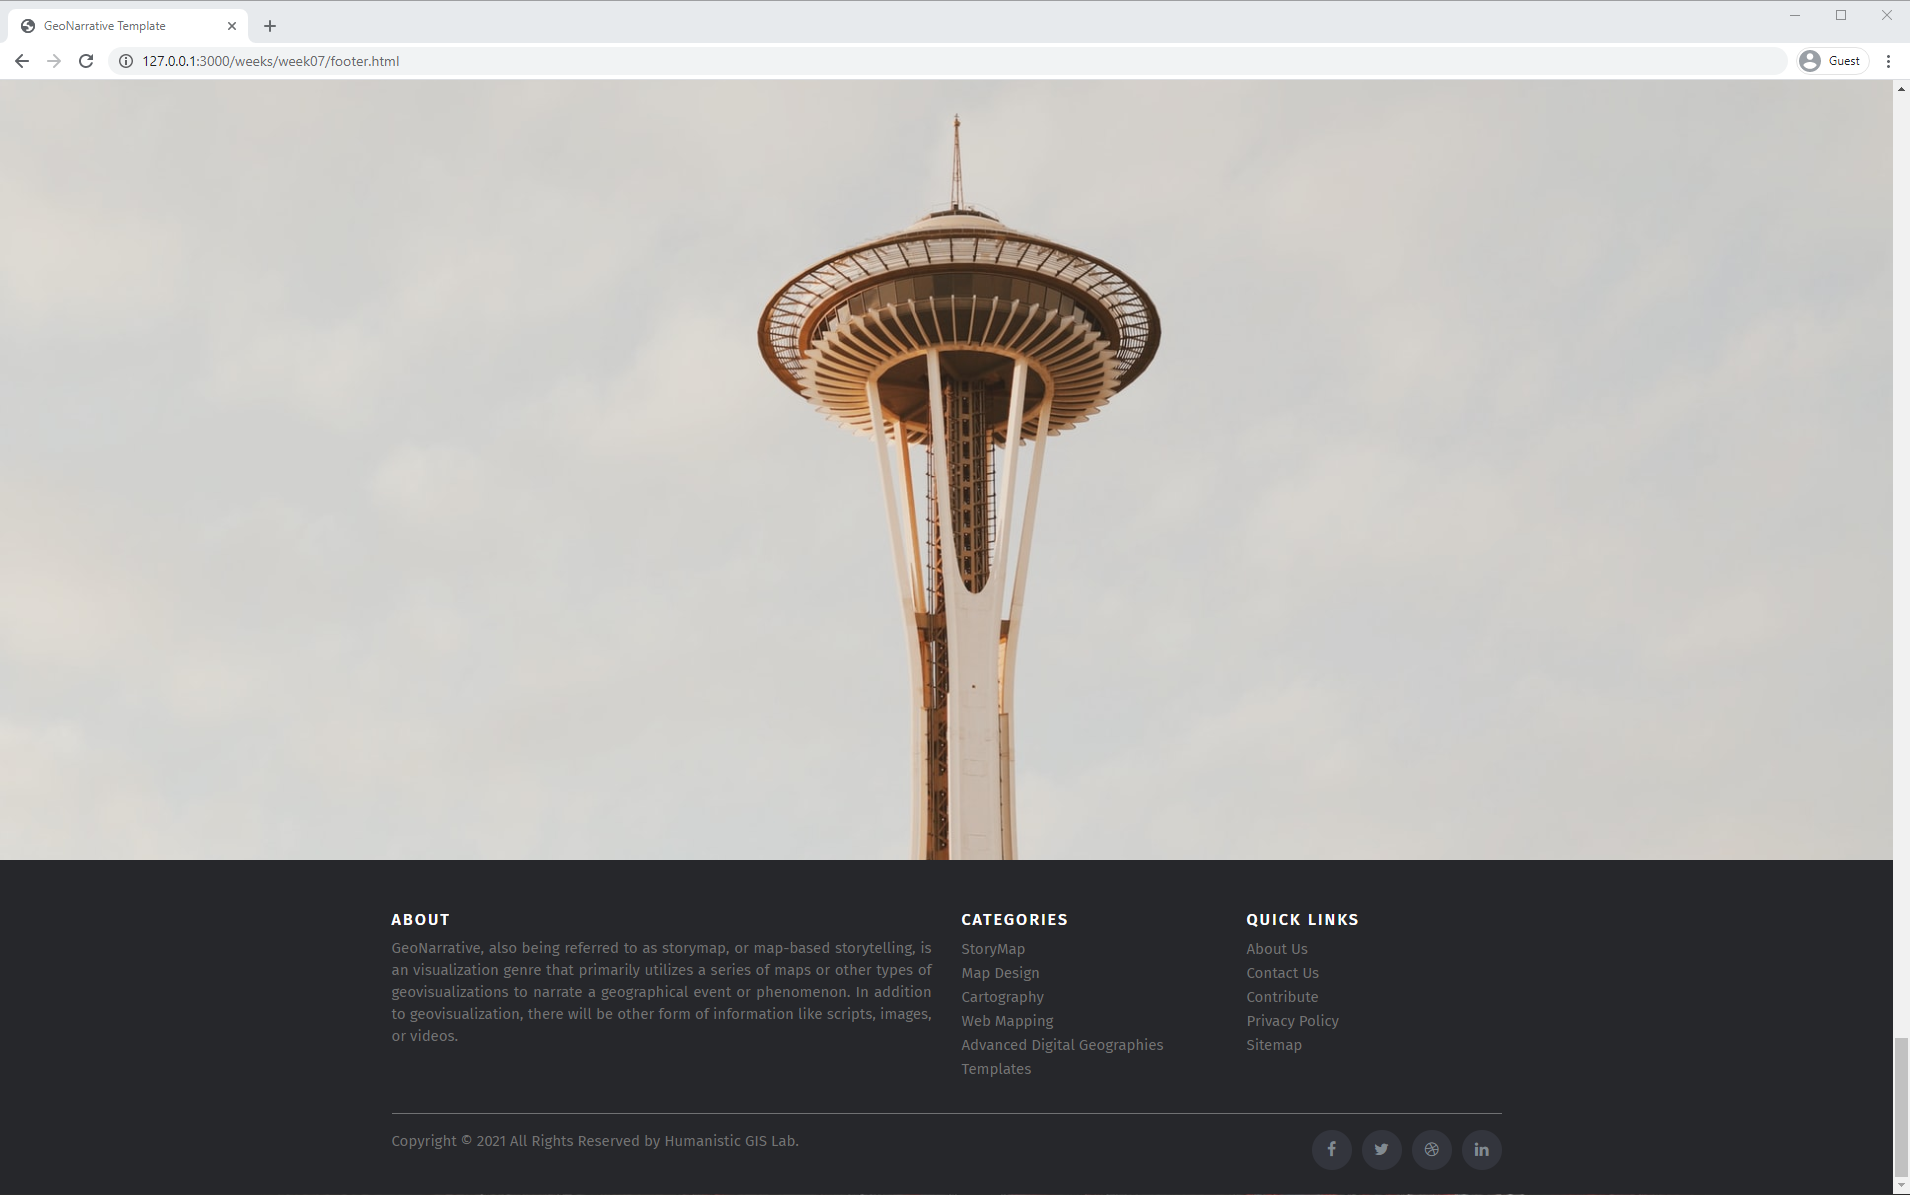 GeoNarrative Template
127.0.0.1:3000/weeks/week07/footer.html
Guest
ABOUT
GeoNarrative, also being referred to as storymap, or map-based storytelling, is
an visualization genre that primarily utilizes a series of maps or other types of
geovisualizations to narrate a geographical event or phenomenon. In addition
to geovisualization, there will be other form of information like scripts, images,
or videos.
CATEGORIES
StoryMap
Map Design
Cartography
Web Mapping
Advanced Digital Geographies
Templates
QUICK LINKS
About Us
Contact Us
Contribute
Privacy Policy
Sitemap
Copyright © 2021 All Rights Reserved by Humanistic GIS Lab.